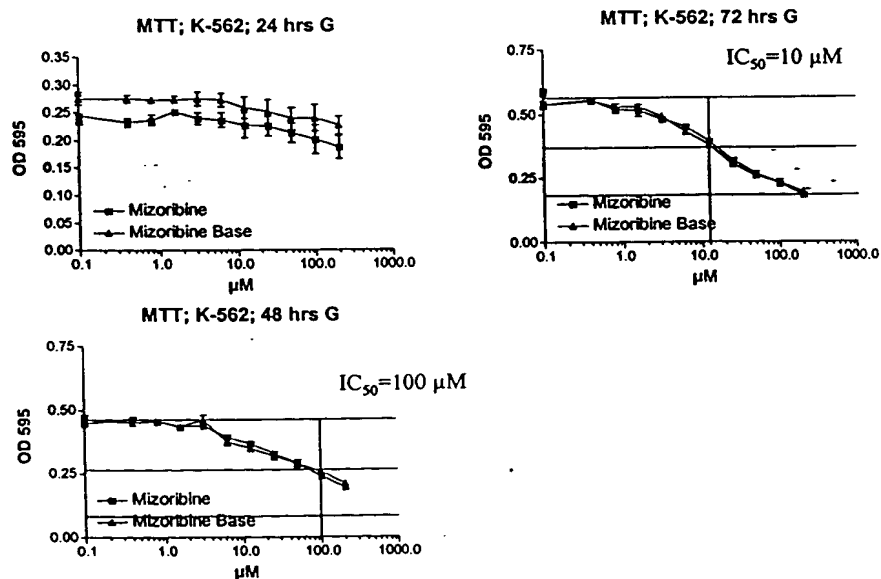 MTT; K-562; 24 hrs G
OD 595
0.35
0.30
0.25
0.20
0.15
0.10
0.05
0.00
Mizoribine
Mizoribine Base
0.1
1.0
10.0
100.0
1000.0
µM
MTT; K-562; 72 hrs G
IC50=10 µM
OD 595
0.75
0.50
0.25
0.00
Mizoribine
Mizoribine Base
0.1
1.0
10.0
100.0
1000.0
µM
MTT; K-562; 48 hrs G
IC50=100 µM
OD 595
0.75
0.50
0.25
0.00
Mizoribine
Mizoribine Base
0.1
1.0
10.0
100.0
1000.0
µM